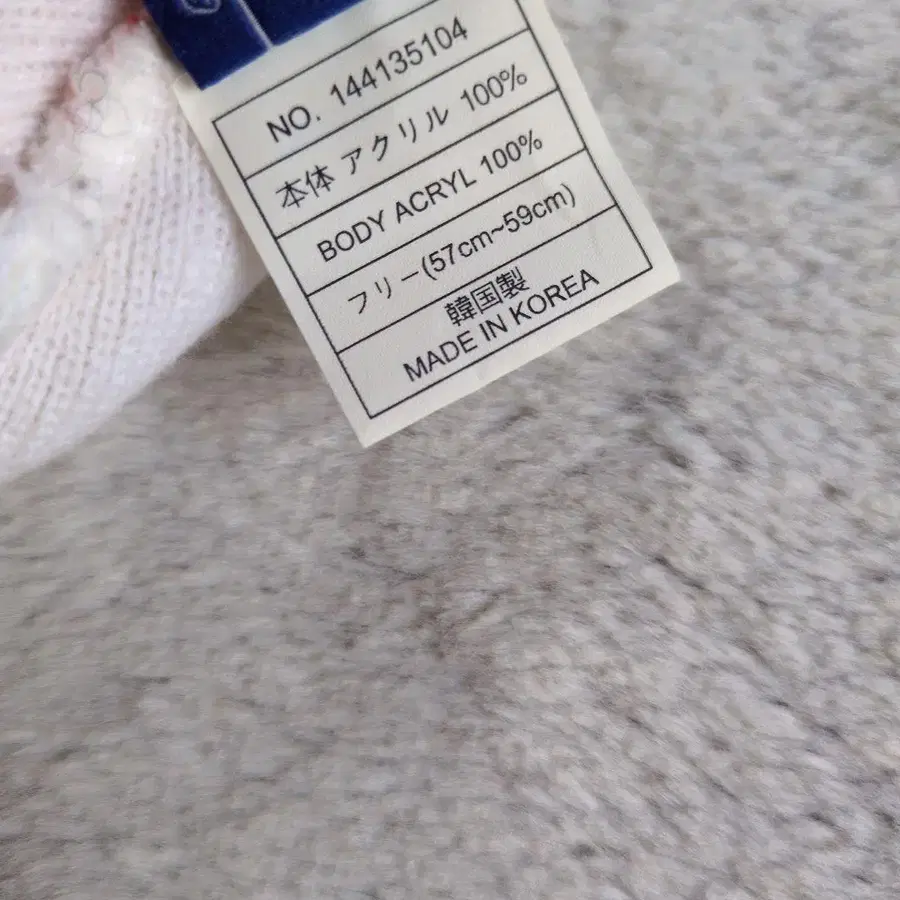 NO. 144135104
本体 アクリル 100%
BODY ACRYL 100%
フリー(57cm~59cm)
韓国製
MADE IN KOREA